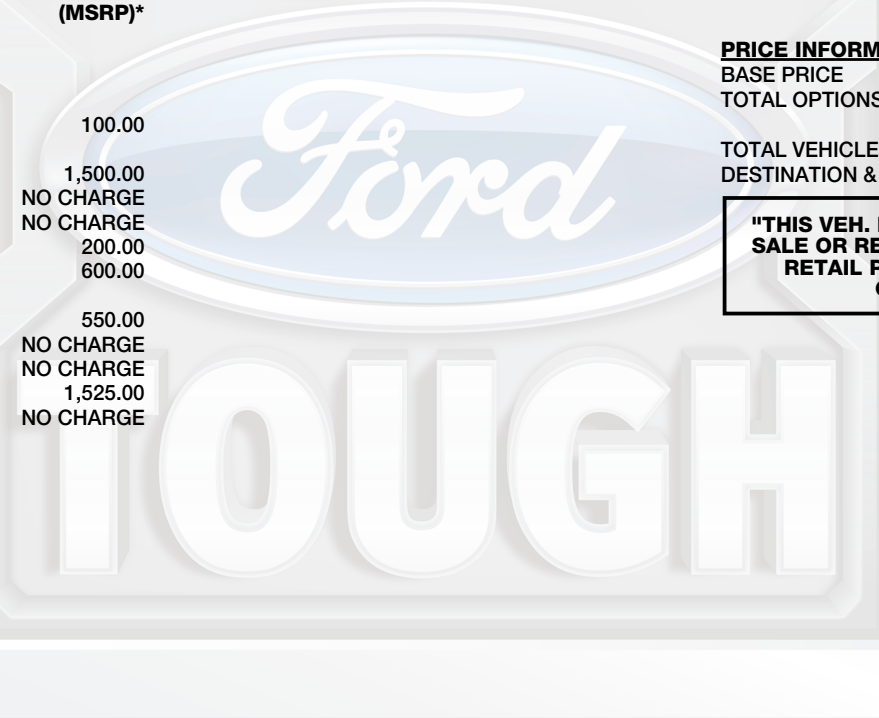 (MSRP)*
100.00
1,500.00
NO CHARGE
NO CHARGE
200.00
600.00
550.00
NO CHARGE
NO CHARGE
1,525.00
NO CHARGE
PRICE INFORM
BASE PRICE
TOTAL OPTIONS
TOTAL VEHICLE
DESTINATION &
"THIS VEH.
SALE OR RE
RETAIL P
Ford
TOUGH